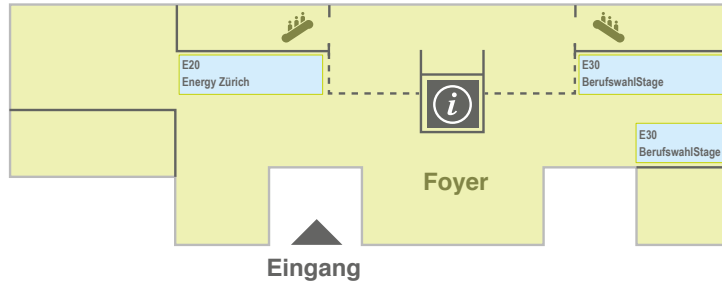 E20
Energy Zürich
E30
BerufswahlStage
i
E30
BerufswahlStage
Foyer
Eingang